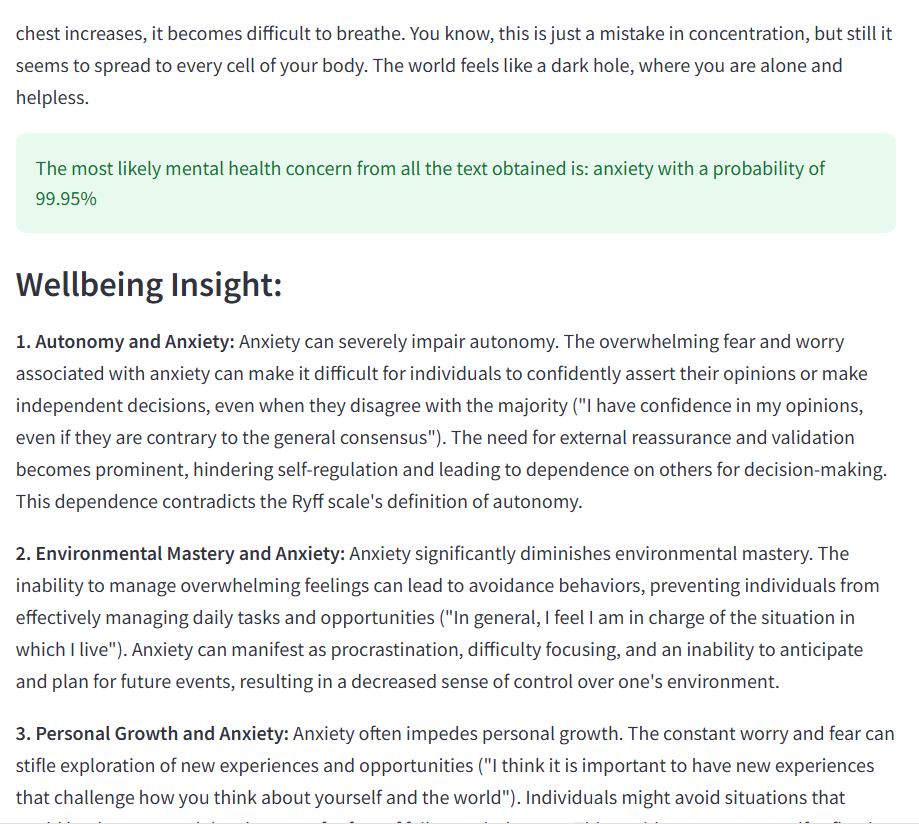 chest increases, it becomes difficult to breathe. You know, this is just a mistake in concentration, but still it
seems to spread to every cell of your body. The world feels like a dark hole, where you are alone and
helpless.
The most likely mental health concern from all the text obtained is: anxiety with a probability of
99.95%
Wellbeing Insight:
1. Autonomy and Anxiety: Anxiety can severely impair autonomy. The overwhelming fear and worry
associated with anxiety can make it difficult for individuals to confidently assert their opinions or make
independent decisions, even when they disagree with the majority ("I have confidence in my opinions,
even if they are contrary to the general consensus"). The need for external reassurance and validation
becomes prominent, hindering self-regulation and leading to dependence on others for decision-making.
This dependence contradicts the Ryff scale's definition of autonomy.
2. Environmental Mastery and Anxiety: Anxiety significantly diminishes environmental mastery. The
inability to manage overwhelming feelings can lead to avoidance behaviors, preventing individuals from
effectively managing daily tasks and opportunities ("In general, I feel I am in charge of the situation in
which I live"). Anxiety can manifest as procrastination, difficulty focusing, and an inability to anticipate
and plan for future events, resulting in a decreased sense of control over one's environment.
3. Personal Growth and Anxiety: Anxiety often impedes personal growth. The constant worry and fear can
stifle exploration of new experiences and opportunities ("I think it is important to have new experiences
that challenge how you think about yourself and the world"). Individuals might avoid situations that